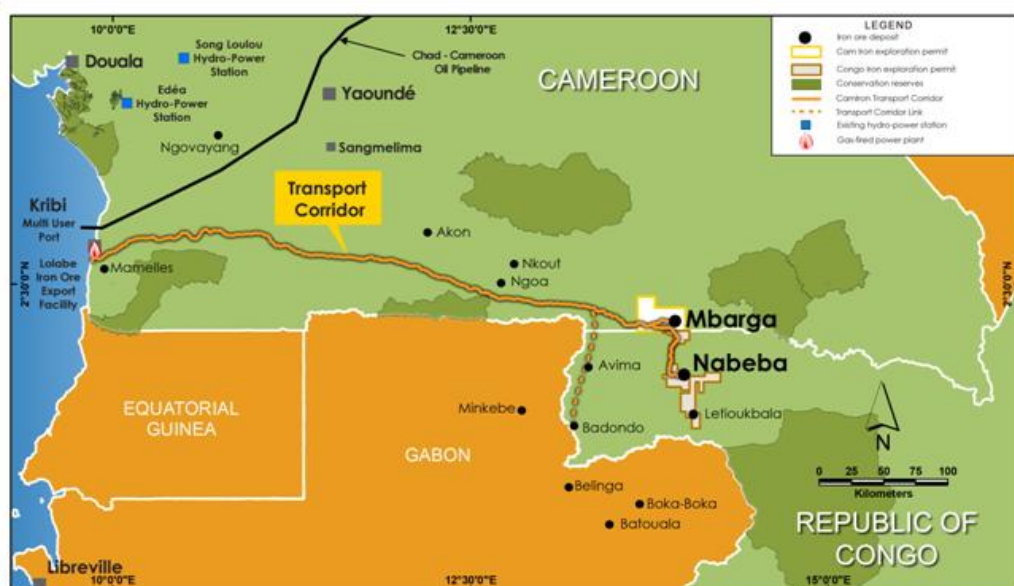 10°0'0"E
12°30'0"E
LEGEND
Iron ore deposit
Cam Iron exploration permit
Congo Iron exploration permit
Conservation reserves
CamIron Transport Corridor
Transport Corridor Link
Existing hydro-power station
Gas-fired power plant
Song Loulou
Hydro-Power
Station
Douala
Edéa
Hydro-Power
Station
Chad - Cameroon
Oil Pipeline
CAMEROON
Yaoundé
Ngovayang
Sangmelima
Transport
Corridor
Kribi
Multi User
Port
Akon
Lolabe
Iron Ore
Export
Facility
Mamelles
Nkout
Ngoa
2°30'0"N
2°30'0"N
Mbarga
Nabeba
Avima
EQUATORIAL
GUINEA
Minkebe
Letioukbala
Badondo
N
GABON
Belinga
0 25 50 75 100
Kilometers
Boka-Boka
Batouala
REPUBLIC OF
CONGO
Libreville
10°0'0"E
12°30'0"E
15°0'0"E